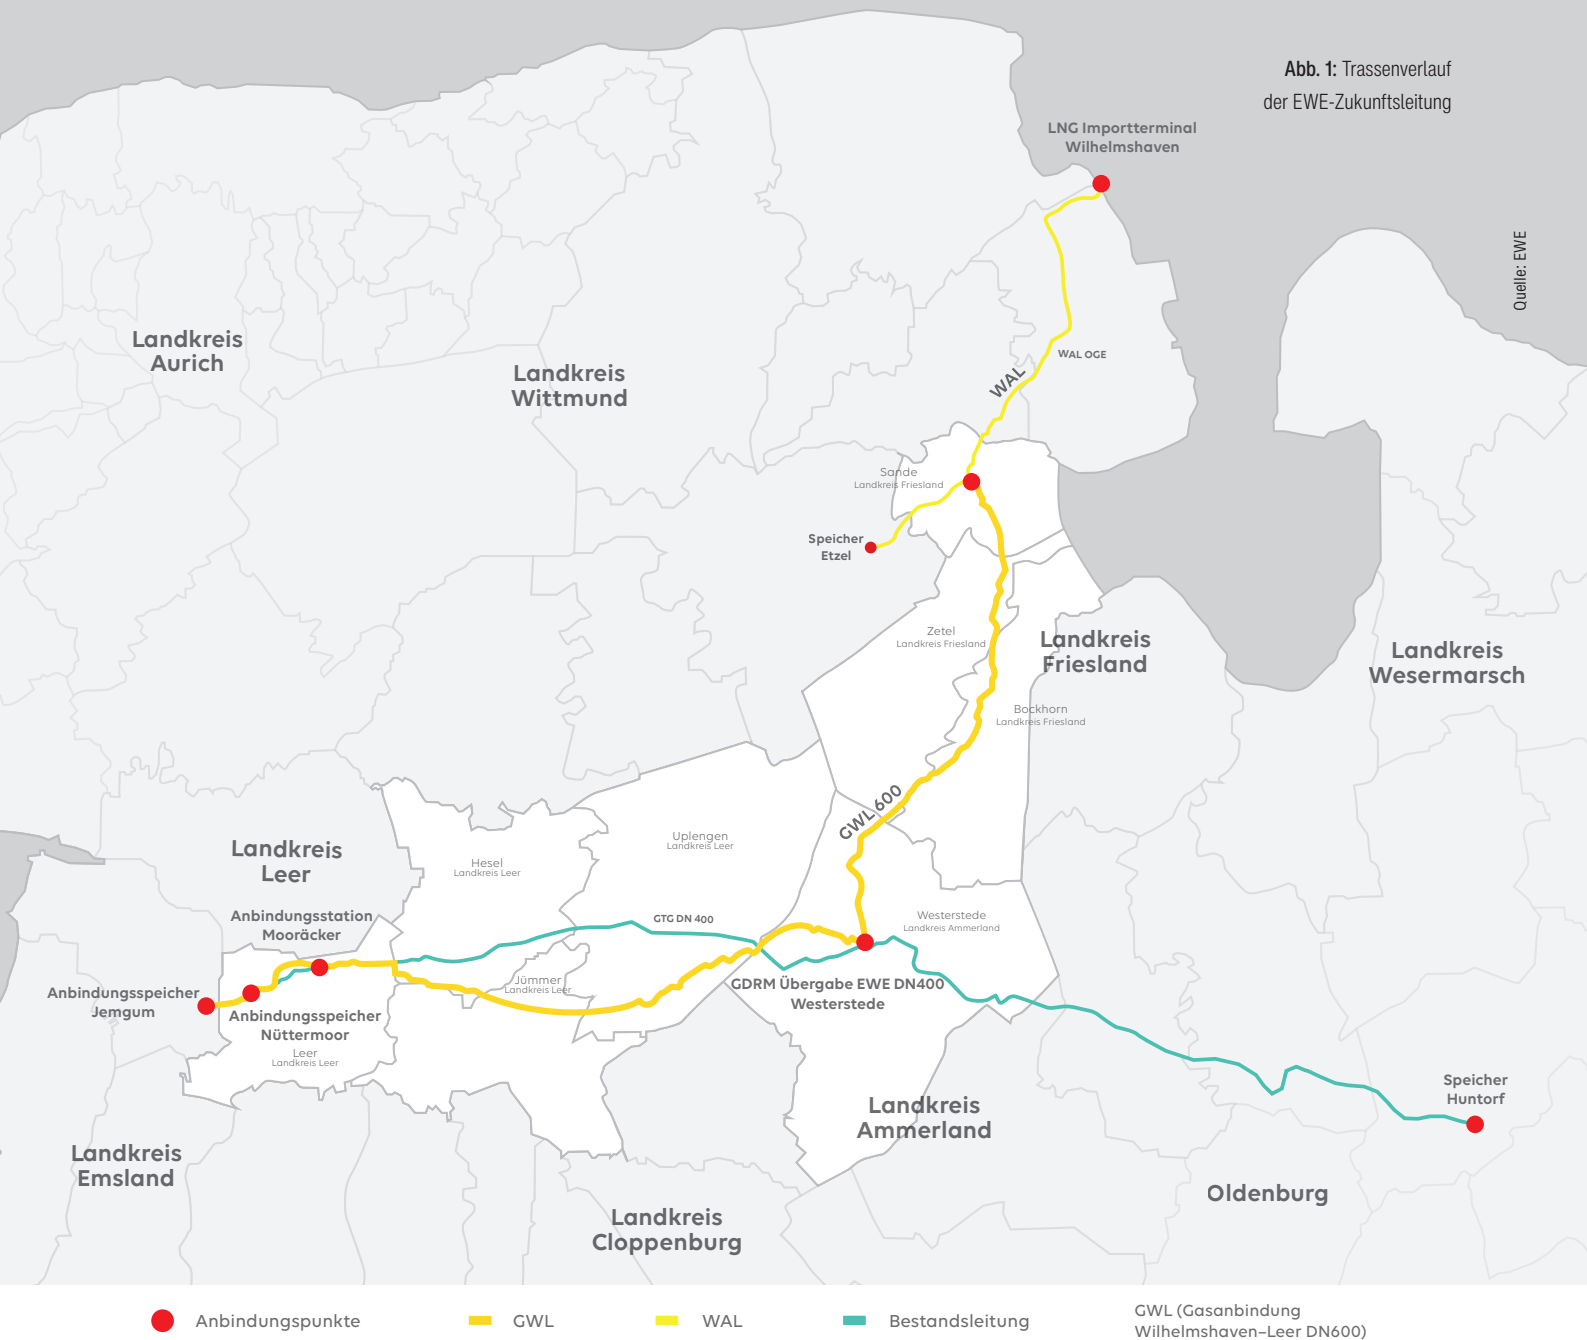 Abb. 1: Trassenverlauf
der EWE-Zukunftsleitung
LNG Importterminal
Wilhelmshaven
Quelle: EWE
Landkreis
Aurich
Landkreis
Wittmund
WAL OGE
WAL
Sande
Landkreis Friesland
Speicher
Etzel
Zetel
Landkreis Friesland
Landkreis
Friesland
Landkreis
Wesermarsch
Bockhorn
Landkreis Friesland
GWL 600
Uplengen
Landkreis Leer
Landkreis
Leer
Hesel
Landkreis Leer
Anbindungsstation
Mooräcker
GTG DN 400
Westerstede
Landkreis Ammerland
Jümmer
Landkreis Leer
GDRM Übergabe EWE DN400
Westerstede
Anbindungsspeicher
Jemgum
Anbindungsspeicher
Nüttermoor
Leer
Landkreis Leer
Speicher
Huntorf
Landkreis
Ammerland
Landkreis
Emsland
Oldenburg
Landkreis
Cloppenburg
Anbindungspunkte
GWL
WAL
Bestandsleitung
GWL (Gasanbindung
Wilhelmshaven–Leer DN600)